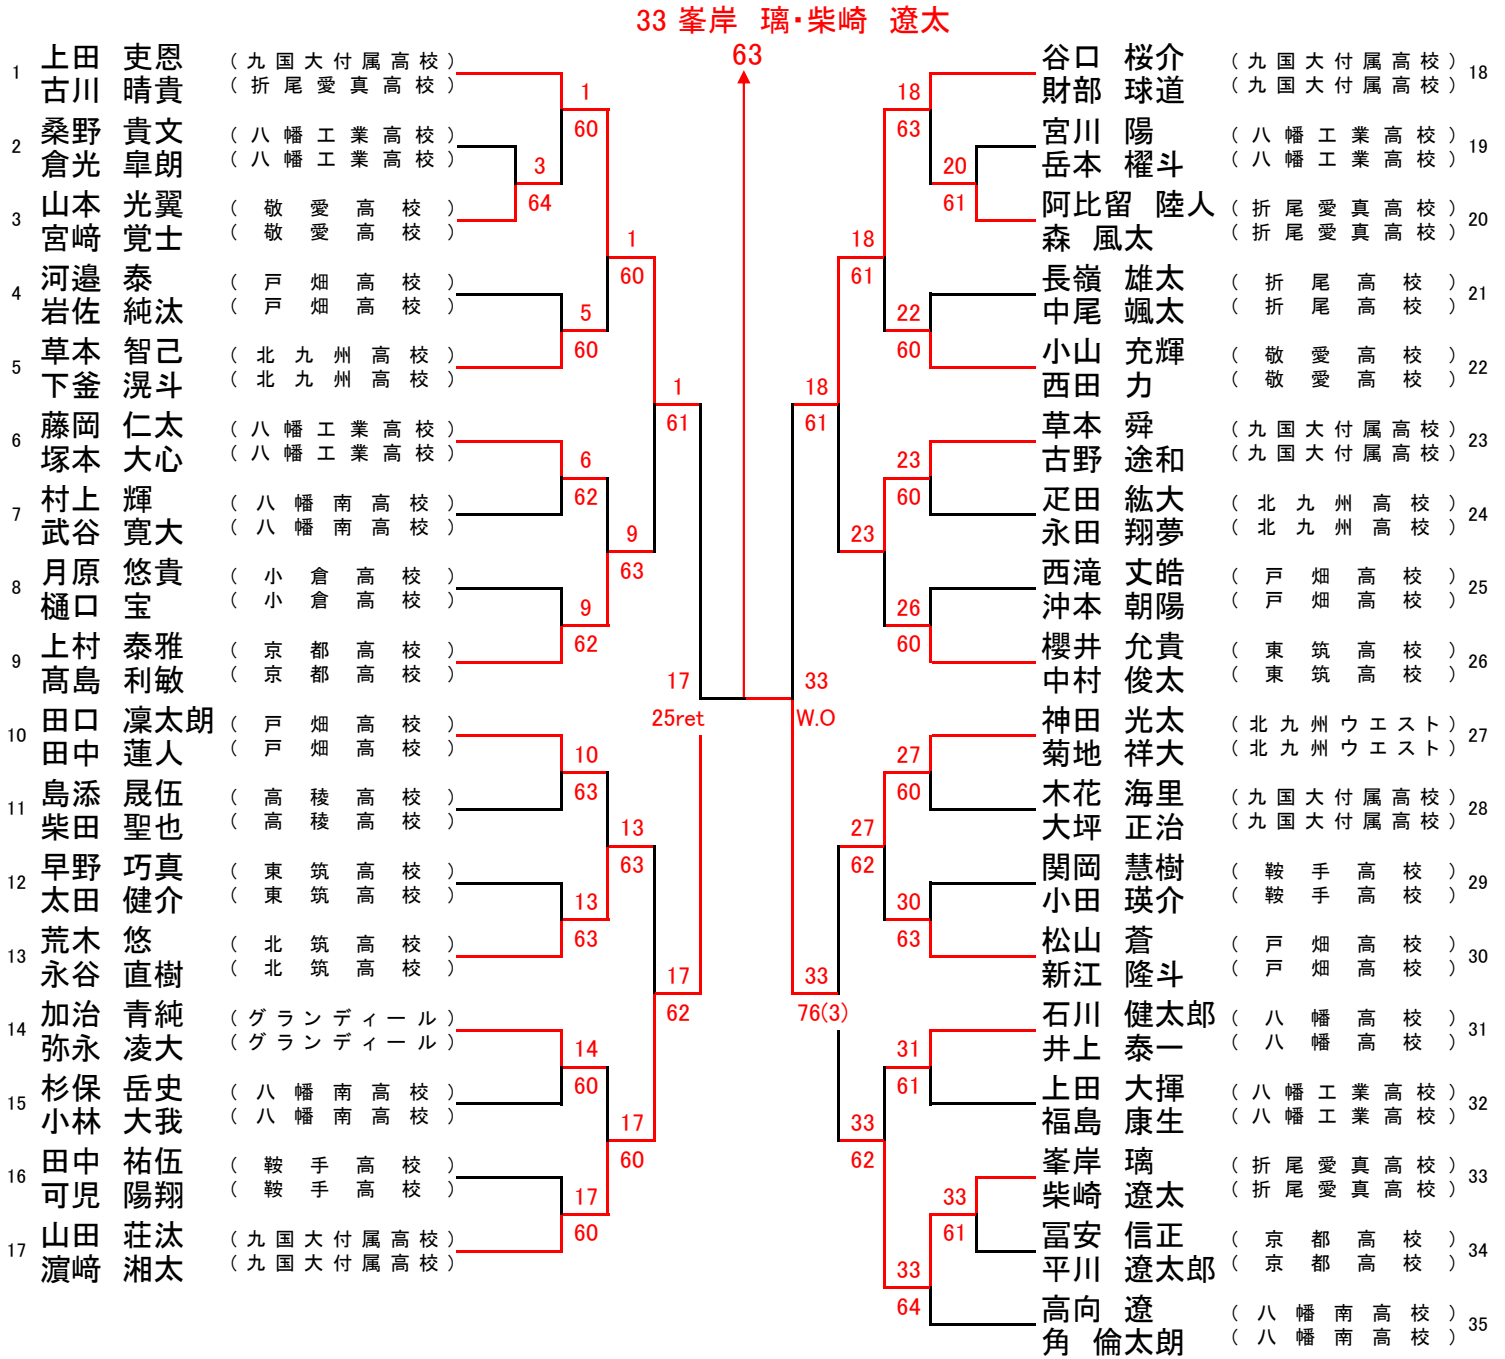 33 峯岸 璃・柴崎 遼太
63
1 上田 吏恩 (九国大付属高校)
古川 晴貴 (折尾愛真高校)
2 桑野 貴文 (八幡工業高校)
倉光 皐朗 (八幡工業高校)
3 山本 光翼 (敬愛高校)
宮﨑 覚士 (敬愛高校)
4 河邉 泰 (戸畑高校)
岩佐 純汰 (戸畑高校)
5 草本 智己 (北九州高校)
下釜 滉斗 (北九州高校)
6 藤岡 仁太 (八幡工業高校)
塚本 大心 (八幡工業高校)
7 村上 輝 (八幡南高校)
武谷 寛大 (八幡南高校)
8 月原 悠貴 (小倉高校)
樋口 宝 (小倉高校)
9 上村 泰雅 (京都高校)
髙島 利敏 (京都高校)
10 田口 凜太朗 (戸畑高校)
田中 蓮人 (戸畑高校)
11 島添 晟伍 (高稜高校)
柴田 聖也 (高稜高校)
12 早野 巧真 (東筑高校)
太田 健介 (東筑高校)
13 荒木 悠 (北筑高校)
永谷 直樹 (北筑高校)
14 加治 青純 (グランディール)
弥永 凌大 (グランディール)
15 杉保 岳史 (八幡南高校)
小林 大我 (八幡南高校)
16 田中 祐伍 (鞍手高校)
可児 陽翔 (鞍手高校)
17 山田 荘汰 (九国大付属高校)
濵﨑 湘太 (九国大付属高校)
1
60
3
64
1
60
5
60
1
61
6
62
9
63
9
62
17
25ret
10
63
13
63
13
63
17
62
14
60
17
60
17
60
谷口 桜介 (九国大付属高校) 18
財部 球道 (九国大付属高校)
宮川 陽 (八幡工業高校) 19
岳本 櫂斗 (八幡工業高校)
阿比留 陸人 (折尾愛真高校) 20
森 風太 (折尾愛真高校)
長嶺 雄太 (折尾高校) 21
中尾 颯太 (折尾高校)
小山 充輝 (敬愛高校) 22
西田 力 (敬愛高校)
草本 舜 (九国大付属高校) 23
古野 途和 (九国大付属高校)
疋田 紘大 (北九州高校) 24
永田 翔夢 (北九州高校)
西滝 丈皓 (戸畑高校) 25
沖本 朝陽 (戸畑高校)
櫻井 允貴 (東筑高校) 26
中村 俊太 (東筑高校)
神田 光太 (北九州ウエスト) 27
菊地 祥大 (北九州ウエスト)
木花 海里 (九国大付属高校) 28
大坪 正治 (九国大付属高校)
関岡 慧樹 (鞍手高校) 29
小田 瑛介 (鞍手高校)
松山 蒼 (戸畑高校) 30
新江 隆斗 (戸畑高校)
石川 健太郎 (八幡高校) 31
井上 泰一 (八幡高校)
上田 大揮 (八幡工業高校) 32
福島 康生 (八幡工業高校)
峯岸 璃 (折尾愛真高校) 33
柴崎 遼太 (折尾愛真高校)
冨安 信正 (京都高校) 34
平川 遼太郎 (京都高校)
高向 遼 (八幡南高校) 35
角 倫太朗 (八幡南高校)
18
63
20
61
18
61
22
60
18
61
23
60
23
26
60
33
W.O
27
60
27
62
30
63
33
76(3)
31
61
33
62
33
61
33
64